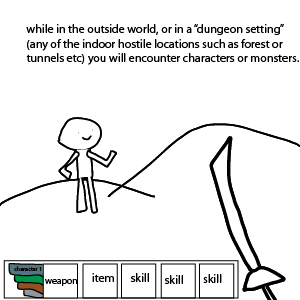 while in the outside world, or in a “dungeon setting”
(any of the indoor hostile locations such as forest or
tunnels etc) you will encounter characters or monsters.
character 1
weapon
item
skill
skill
skill